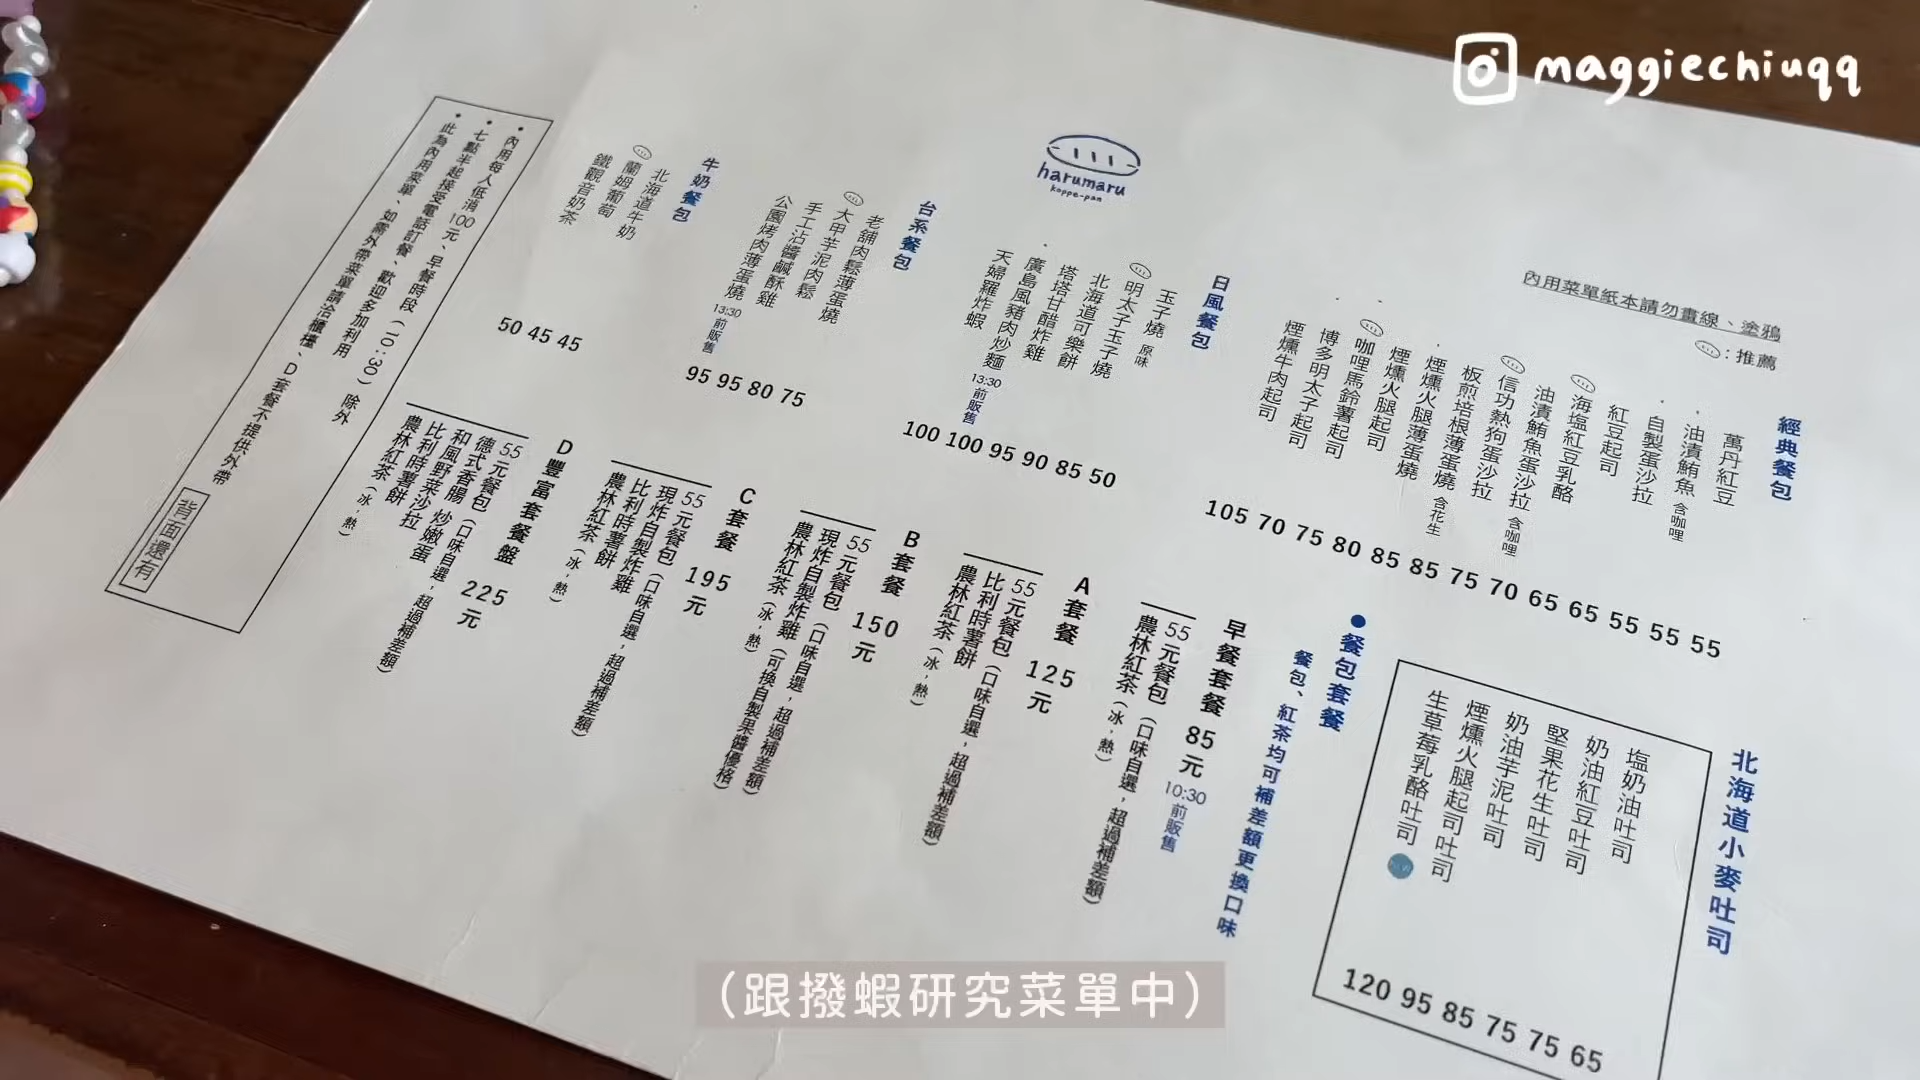 maggiechiuqq
harumaru
koppe-pan
內用菜單紙本請勿畫線、塗鴉
：推薦
經典餐包
萬丹紅豆 55
油漬鮪魚 含咖哩 55
自製蛋沙拉 55
紅豆起司 65
海塩紅豆乳酪 65
油漬鮪魚蛋沙拉 含咖哩 70
信功熱狗蛋沙拉 75
板煎培根薄蛋燒 含花生 85
煙燻火腿薄蛋燒 85
煙燻火腿起司 80
咖哩馬鈴薯起司 75
博多明太子起司 70
煙燻牛肉起司 105
日風餐包
玉子燒 原味 50
明太子玉子燒 85
北海道可樂餅 90
塔塔甘醋炸雞 95
廣島風豬肉炒麵 100
天婦羅炸蝦 13:30前販售 100
台系餐包
老舖肉鬆薄蛋燒 75
大甲芋泥肉鬆 80
手工沾醬鹹酥雞 95
公園烤肉薄蛋燒 13:30前販售 95
牛奶餐包
北海道牛奶 45
蘭姆葡萄 45
鐵觀音奶茶 50
• 內用每人低消100元、早餐時段（10:30）除外
• 七點半起接受電話訂餐、歡迎多加利用
• 此為內用菜單、如需外帶菜單請洽櫃檯、D套餐不提供外帶
背面還有
北海道小麥吐司
塩奶油吐司 65
奶油紅豆吐司 75
堅果花生吐司 75
奶油芋泥吐司 85
煙燻火腿起司吐司 95
生草莓乳酪吐司 120
●餐包套餐
餐包、紅茶均可補差額更換口味
早餐套餐 85元 10:30前販售
55元餐包（口味自選，超過補差額）
農林紅茶（冰，熱）
A套餐 125元
55元餐包（口味自選，超過補差額）
比利時薯餅
農林紅茶（冰，熱）
B套餐 150元
55元餐包（口味自選，超過補差額）
現炸自製炸雞（可換自製果醬優格）
農林紅茶（冰，熱）
C套餐 195元
55元餐包（口味自選，超過補差額）
現炸自製炸雞
比利時薯餅
農林紅茶（冰，熱）
D豐富套餐盤 225元
55元餐包（口味自選，超過補差額）
德式香腸 炒嫩蛋
和風野菜沙拉
比利時薯餅
農林紅茶（冰，熱）
（跟撥蝦研究菜單中）